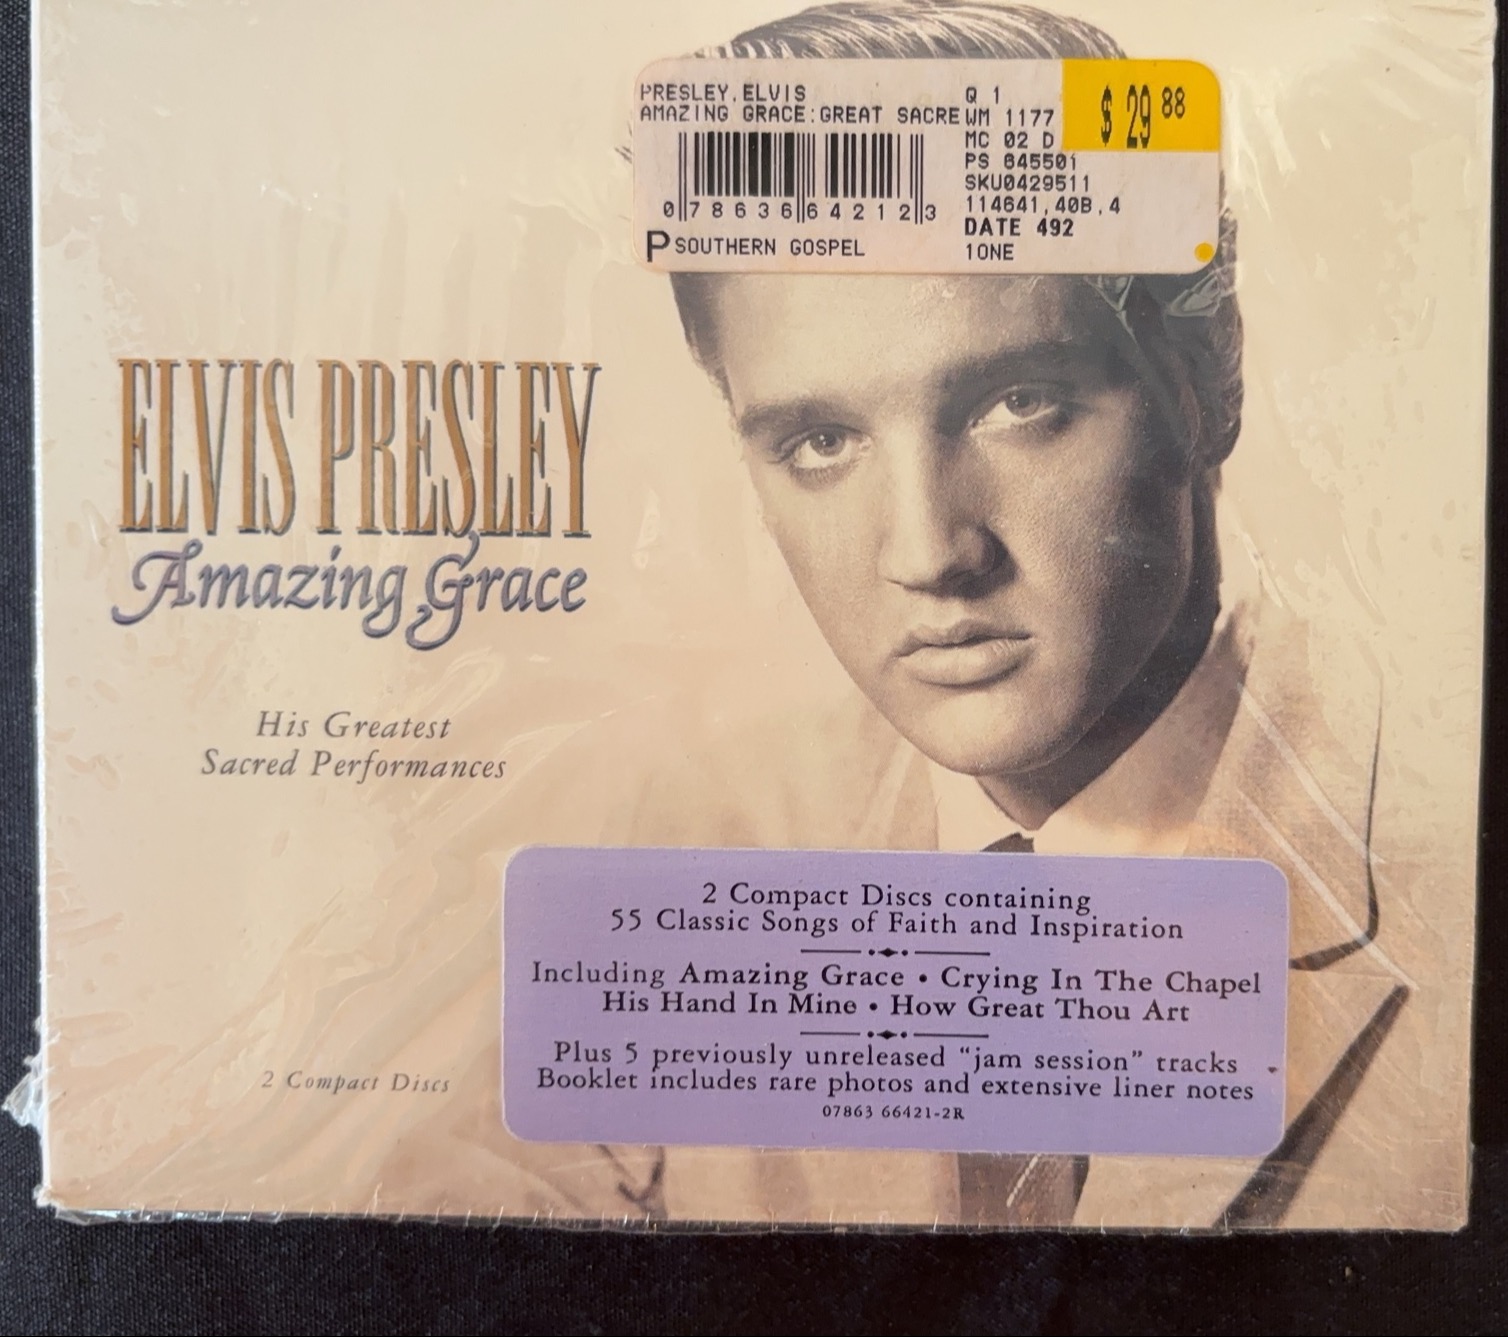 PRESLEY,ELVIS
AMAZING GRACE:GREAT SACRE
0 78636 64212 3
P SOUTHERN GOSPEL
Q 1
WM 1177
MC 02 D
PS 645501
SKU0429511
114641,40B.4
DATE 492
1ONE
$ 29 88
ELVIS PRESLEY
Amazing Grace
His Greatest
Sacred Performances
2 Compact Discs containing
55 Classic Songs of Faith and Inspiration
Including Amazing Grace • Crying In The Chapel
His Hand In Mine • How Great Thou Art
Plus 5 previously unreleased “jam session” tracks
Booklet includes rare photos and extensive liner notes
07863 66421-2R
2 Compact Discs